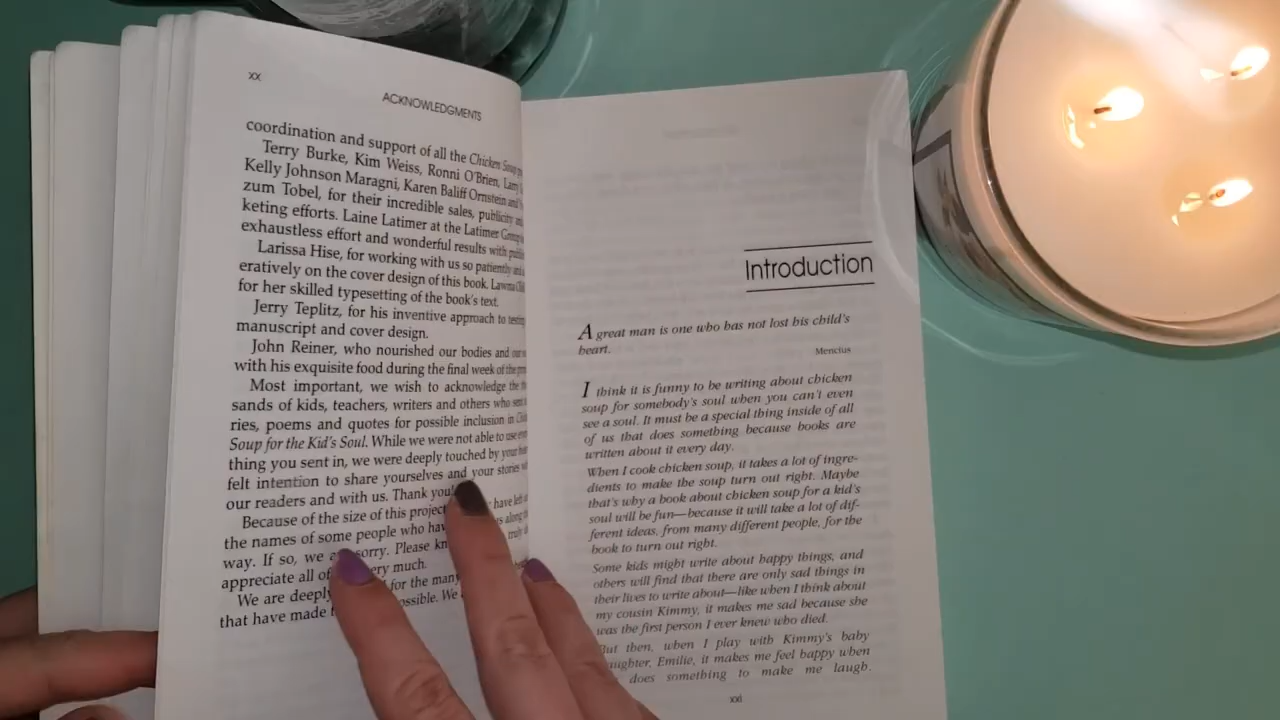 xx
ACKNOWLEDGMENTS
coordination and support of all the Chicken Soup
Terry Burke, Kim Weiss, Ronni O'Brien, Larry
Kelly Johnson Maragni, Karen Baliff Ornstein and
zum Tobel, for their incredible sales, publicity
keting efforts. Laine Latimer at the Latimer Group
exhaustless effort and wonderful results with
Larissa Hise, for working with us so patiently
eratively on the cover design of this book. Lawna
for her skilled typesetting of the book's text.
Jerry Teplitz, for his inventive approach to
manuscript and cover design.
John Reiner, who nourished our bodies and
with his exquisite food during the final week of the
Most important, we wish to acknowledge the
sands of kids, teachers, writers and others who
ries, poems and quotes for possible inclusion in
Soup for the Kid's Soul. While we were not able to use
thing you sent in, we were deeply touched by your
felt intention to share yourselves and your stories
our readers and with us. Thank you!
Because of the size of this project have left
the names of some people who along
way. If so, we sorry. Please truly
appreciate all of very much.
We are deeply for the many
that have made possible. We
Introduction
A great man is one who has not lost his child's
heart.
Mencius
I think it is funny to be writing about chicken
soup for somebody's soul when you can't even
see a soul. It must be a special thing inside of all
of us that does something because books are
written about it every day.
When I cook chicken soup, it takes a lot of ingre-
dients to make the soup turn out right. Maybe
that's why a book about chicken soup for a kid's
soul will be fun—because it will take a lot of dif-
ferent ideas, from many different people, for the
book to turn out right.
Some kids might write about happy things, and
others will find that there are only sad things in
their lives to write about—like when I think about
my cousin Kimmy, it makes me sad because she
was the first person I ever knew who died.
But then, when I play with Kimmy's baby
daughter, Emilie, it makes me feel happy when
does something to make me laugh.
xxi